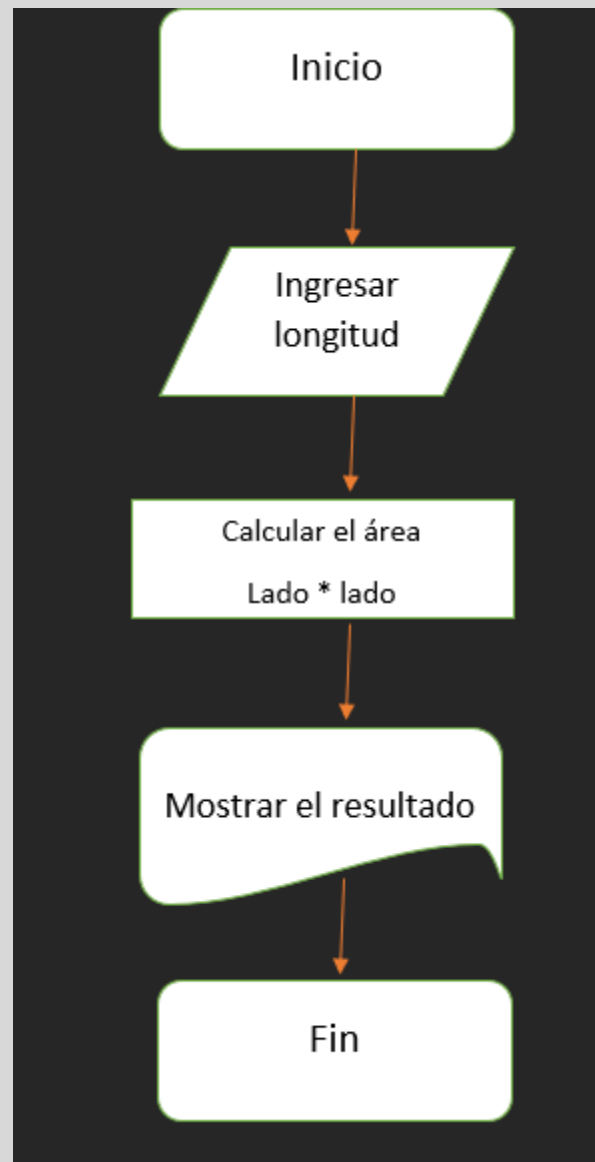 Inicio
Ingresar
longitud
Calcular el área
Lado * lado
Mostrar el resultado
Fin